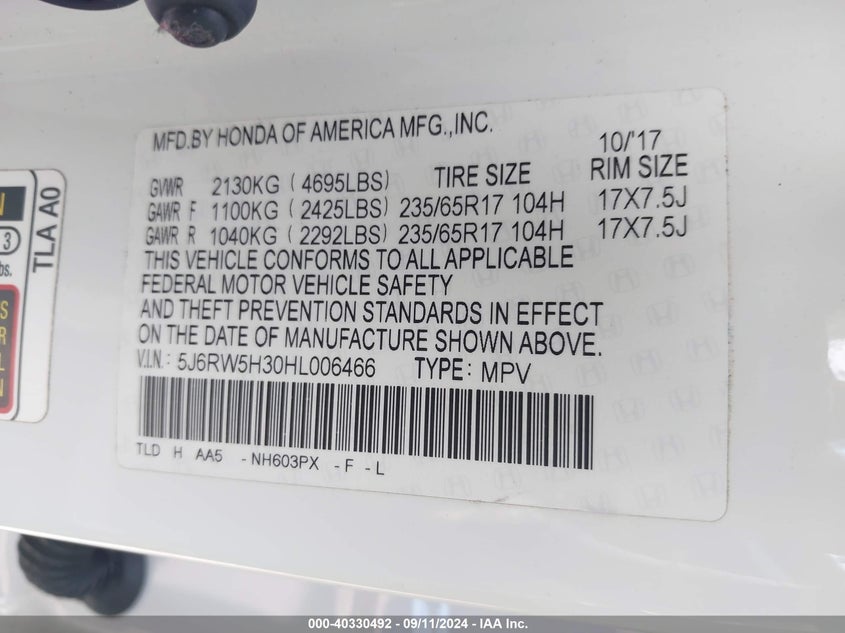 MFD.BY HONDA OF AMERICA MFG.,INC.
10/'17
GVWR 2130KG ( 4695LBS) TIRE SIZE RIM SIZE
GAWR F 1100KG ( 2425LBS) 235/65R17 104H 17X7.5J
GAWR R 1040KG ( 2292LBS) 235/65R17 104H 17X7.5J
THIS VEHICLE CONFORMS TO ALL APPLICABLE
FEDERAL MOTOR VEHICLE SAFETY
AND THEFT PREVENTION STANDARDS IN EFFECT
ON THE DATE OF MANUFACTURE SHOWN ABOVE.
V.I.N.: 5J6RW5H30HL006466 TYPE: MPV
TLD H AA5 -NH603PX -F -L
TLA A0
3
bs.
S
R
L
N
000-40330492 - 09/11/2024 - IAA Inc.